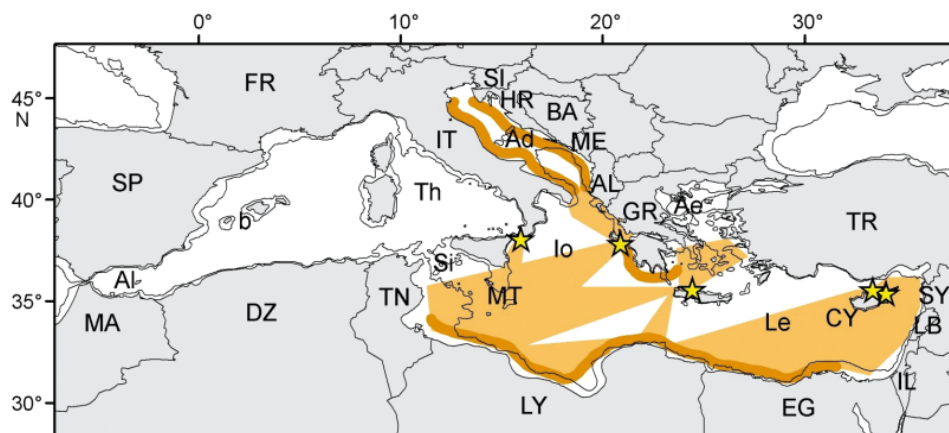 0° 10° 20° 30°
45°
N
40°
35°
30°
FR
SI
HR
BA
IT
Ad
ME
SP
b
Th
AL
GR
Ae
TR
Io
Al
Si
MT
TN
MA
DZ
Le
CY
SY
LB
LY
EG
IL